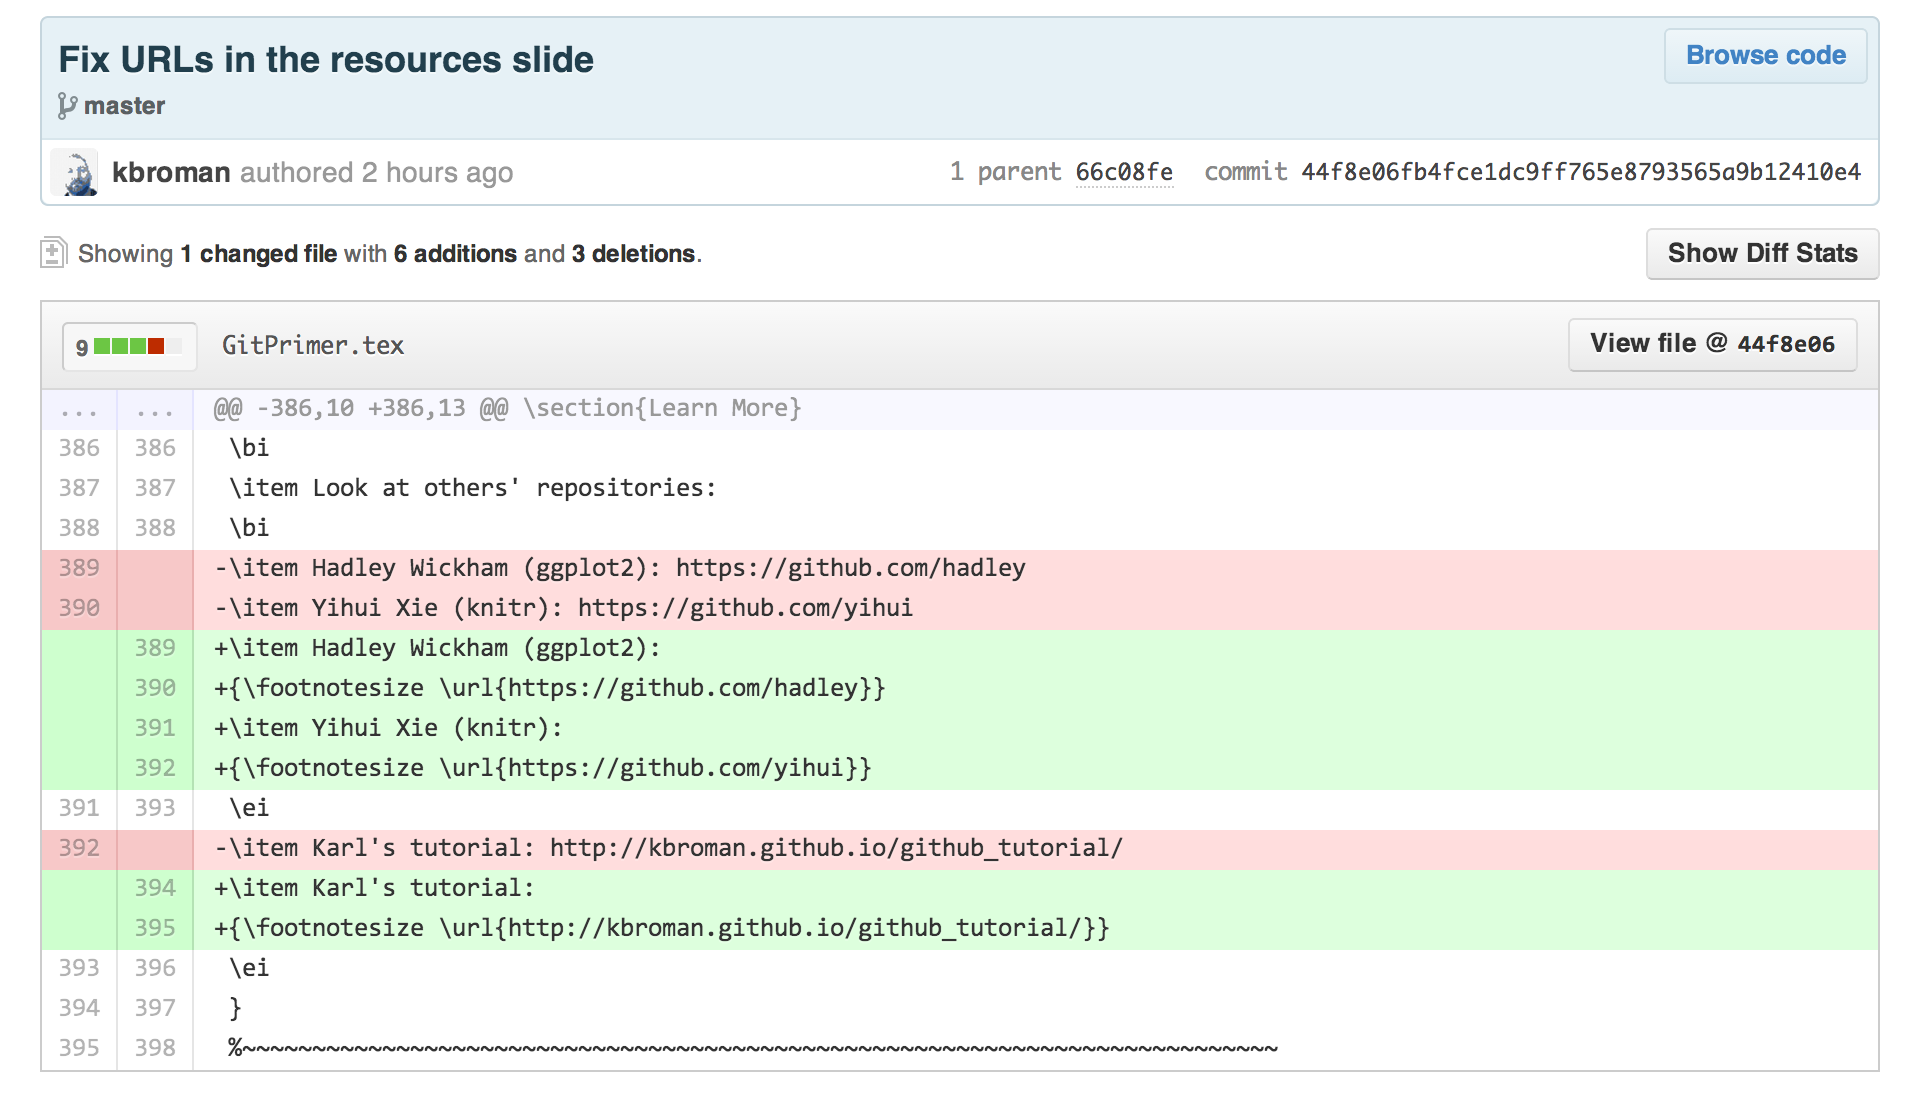 Fix URLs in the resources slide
Browse code
master
kbroman authored 2 hours ago
1 parent 66c08fe commit 44f8e06fb4fce1dc9ff765e8793565a9b12410e4
Showing 1 changed file with 6 additions and 3 deletions.
Show Diff Stats
9 GitPrimer.tex
View file @ 44f8e06
... ... @@ -386,10 +386,13 @@ \section{Learn More}
386 386 \bi
387 387 \item Look at others' repositories:
388 388 \bi
389 -\item Hadley Wickham (ggplot2): https://github.com/hadley
390 -\item Yihui Xie (knitr): https://github.com/yihui
389 +\item Hadley Wickham (ggplot2):
390 +{\footnotesize \url{https://github.com/hadley}}
391 +\item Yihui Xie (knitr):
392 +{\footnotesize \url{https://github.com/yihui}}
391 393 \ei
392 -\item Karl's tutorial: http://kbroman.github.io/github_tutorial/
394 +\item Karl's tutorial:
395 +{\footnotesize \url{http://kbroman.github.io/github_tutorial/}}
393 396 \ei
394 397 }
395 398 %~~~~~~~~~~~~~~~~~~~~~~~~~~~~~~~~~~~~~~~~~~~~~~~~~~~~~~~~~~~~~~~~~~~~~~~~~~